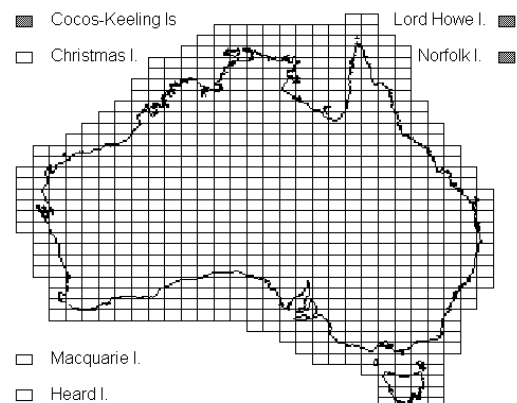 Cocos-Keeling Is
Lord Howe I.
Christmas I.
Norfolk I.
Macquarie I.
Heard I.